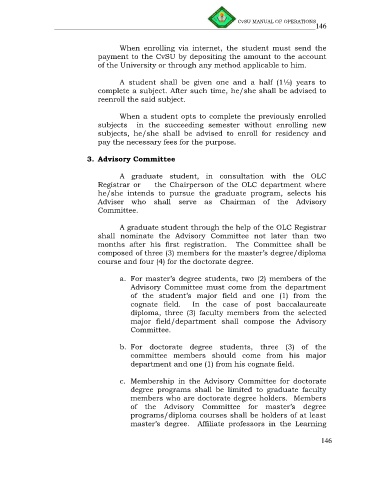 CvSU MANUAL OF OPERATIONS
146
When enrolling via internet, the student must send the
payment to the CvSU by depositing the amount to the account
of the University or through any method applicable to him.
A student shall be given one and a half (1½) years to
complete a subject. After such time, he/she shall be advised to
reenroll the said subject.
When a student opts to complete the previously enrolled
subjects in the succeeding semester without enrolling new
subjects, he/she shall be advised to enroll for residency and
pay the necessary fees for the purpose.
3. Advisory Committee
A graduate student, in consultation with the OLC
Registrar or the Chairperson of the OLC department where
he/she intends to pursue the graduate program, selects his
Adviser who shall serve as Chairman of the Advisory
Committee.
A graduate student through the help of the OLC Registrar
shall nominate the Advisory Committee not later than two
months after his first registration. The Committee shall be
composed of three (3) members for the master's degree/diploma
course and four (4) for the doctorate degree.
a. For master's degree students, two (2) members of the
Advisory Committee must come from the department
of the student's major field and one (1) from the
cognate field. In the case of post baccalaureate
diploma, three (3) faculty members from the selected
major field/department shall compose the Advisory
Committee.
b. For doctorate degree students, three (3) of the
committee members should come from his major
department and one (1) from his cognate field.
c. Membership in the Advisory Committee for doctorate
degree programs shall be limited to graduate faculty
members who are doctorate degree holders. Members
of the Advisory Committee for master's degree
programs/diploma courses shall be holders of at least
master's degree. Affiliate professors in the Learning
146